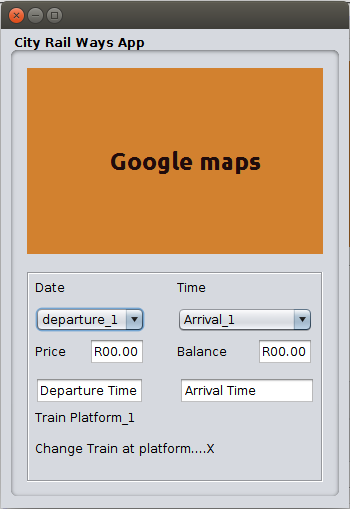 City Rail Ways App
Google maps
Date Time
departure_1 Arrival_1
Price R00.00 Balance R00.00
Departure Time Arrival Time
Train Platform_1
Change Train at platform....X